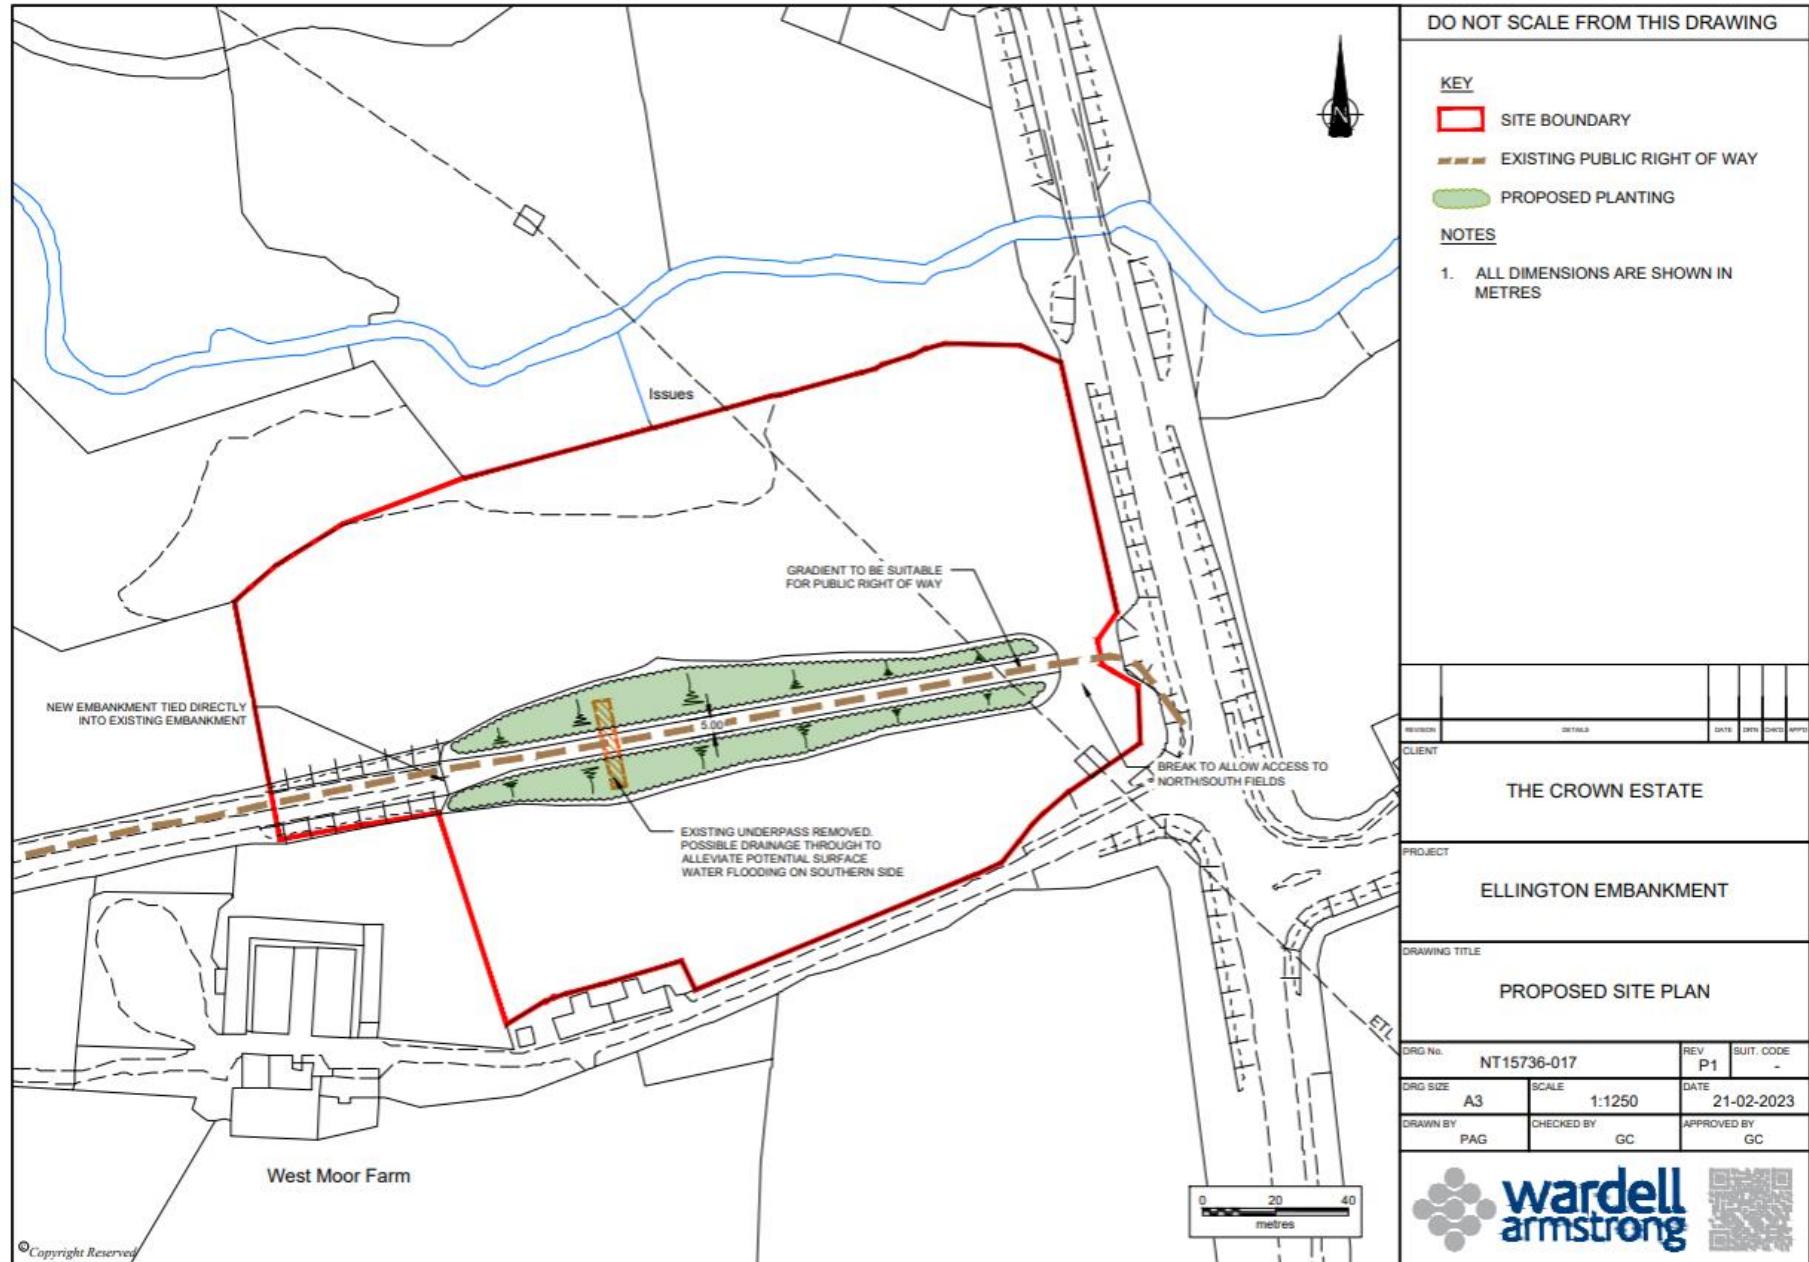 Issues
GRADIENT TO BE SUITABLE
FOR PUBLIC RIGHT OF WAY
NEW EMBANKMENT TIED DIRECTLY
INTO EXISTING EMBANKMENT
5.00
BREAK TO ALLOW ACCESS TO
NORTH/SOUTH FIELDS
EXISTING UNDERPASS REMOVED.
POSSIBLE DRAINAGE THROUGH TO
ALLEVIATE POTENTIAL SURFACE
WATER FLOODING ON SOUTHERN SIDE
ETL
West Moor Farm
0 20 40
metres
©Copyright Reserved
N
DO NOT SCALE FROM THIS DRAWING
KEY
SITE BOUNDARY
EXISTING PUBLIC RIGHT OF WAY
PROPOSED PLANTING
NOTES
1. ALL DIMENSIONS ARE SHOWN IN
METRES
REVISION DETAILS DATE DR'N CHK'D APP'D
CLIENT
THE CROWN ESTATE
PROJECT
ELLINGTON EMBANKMENT
DRAWING TITLE
PROPOSED SITE PLAN
DRG No. NT15736-017 REV P1 SUIT. CODE -
DRG SIZE A3 SCALE 1:1250 DATE 21-02-2023
DRAWN BY PAG CHECKED BY GC APPROVED BY GC
wardell
armstrong